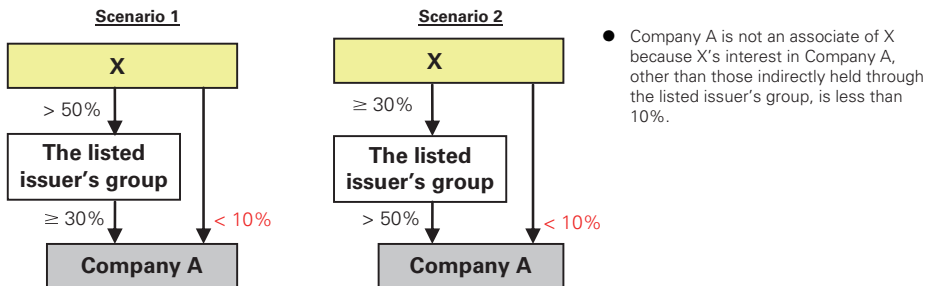 Scenario 1
X
> 50%
The listed
issuer's group
≥ 30%
< 10%
Company A
Scenario 2
X
≥ 30%
The listed
issuer's group
> 50%
< 10%
Company A
● Company A is not an associate of X
because X's interest in Company A,
other than those indirectly held through
the listed issuer's group, is less than
10%.